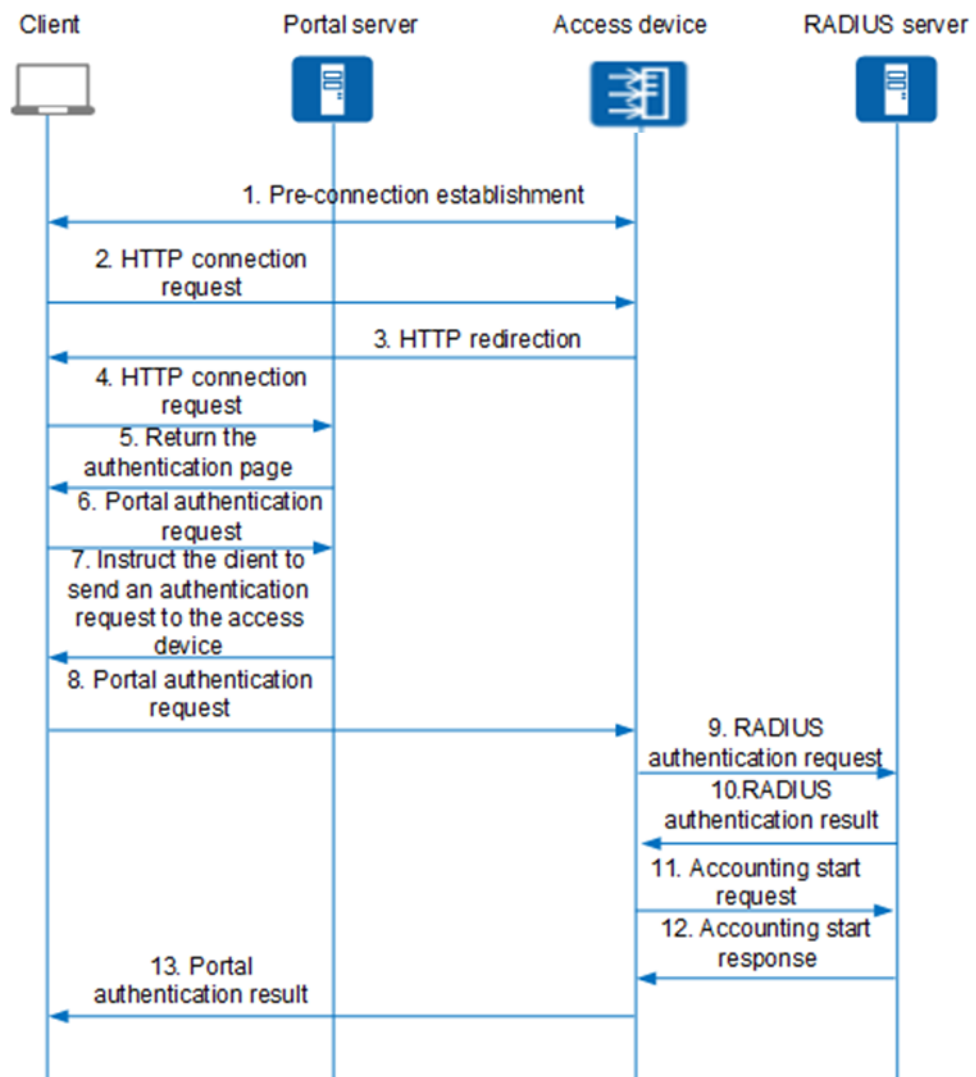 Client
Portal server
Access device
RADIUS server
1. Pre-connection establishment
2. HTTP connection
request
3. HTTP redirection
4. HTTP connection
request
5. Return the
authentication page
6. Portal authentication
request
7. Instruct the client to
send an authentication
request to the access
device
8. Portal authentication
request
9. RADIUS
authentication request
10.RADIUS
authentication result
11. Accounting start
request
12. Accounting start
response
13. Portal
authentication result